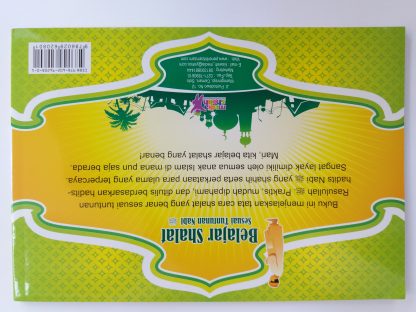 Belajar Shalat
Sesuai Tuntunan Nabi ﷺ
Buku ini menjelaskan tata cara shalat yang benar sesuai tuntunan
Rasulullah ﷺ. Praktis, mudah dipahami, dan ditulis berdasarkan hadits-
hadits Nabi ﷺ yang shahih serta perkataan para ulama yang terpercaya.
Sangat layak dimiliki oleh semua anak Islam di mana pun saja berada.
Mari, kita belajar shalat yang benar!